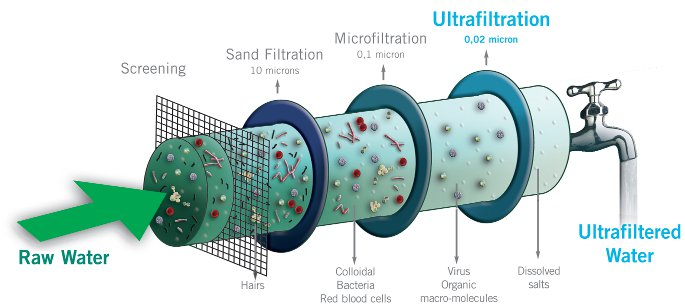 Ultrafiltration
0,02 micron
Microfiltration
0,1 micron
Sand Filtration
10 microns
Screening
Raw Water
Ultrafiltered
Water
Hairs
Colloidal
Bacteria
Red blood cells
Virus
Organic
macro-molecules
Dissolved
salts